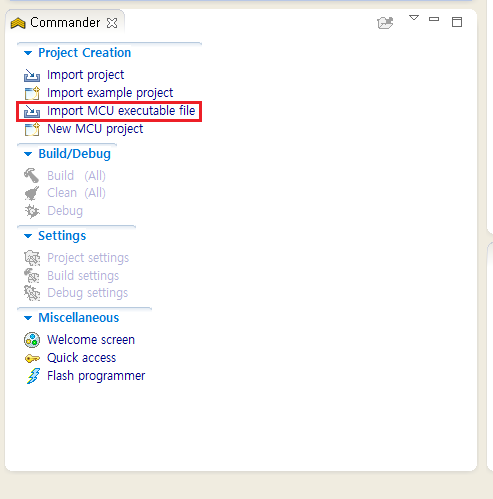 Commander
Project Creation
Import project
Import example project
Import MCU executable file
New MCU project
Build/Debug
Build (All)
Clean (All)
Debug
Settings
Project settings
Build settings
Debug settings
Miscellaneous
Welcome screen
Quick access
Flash programmer